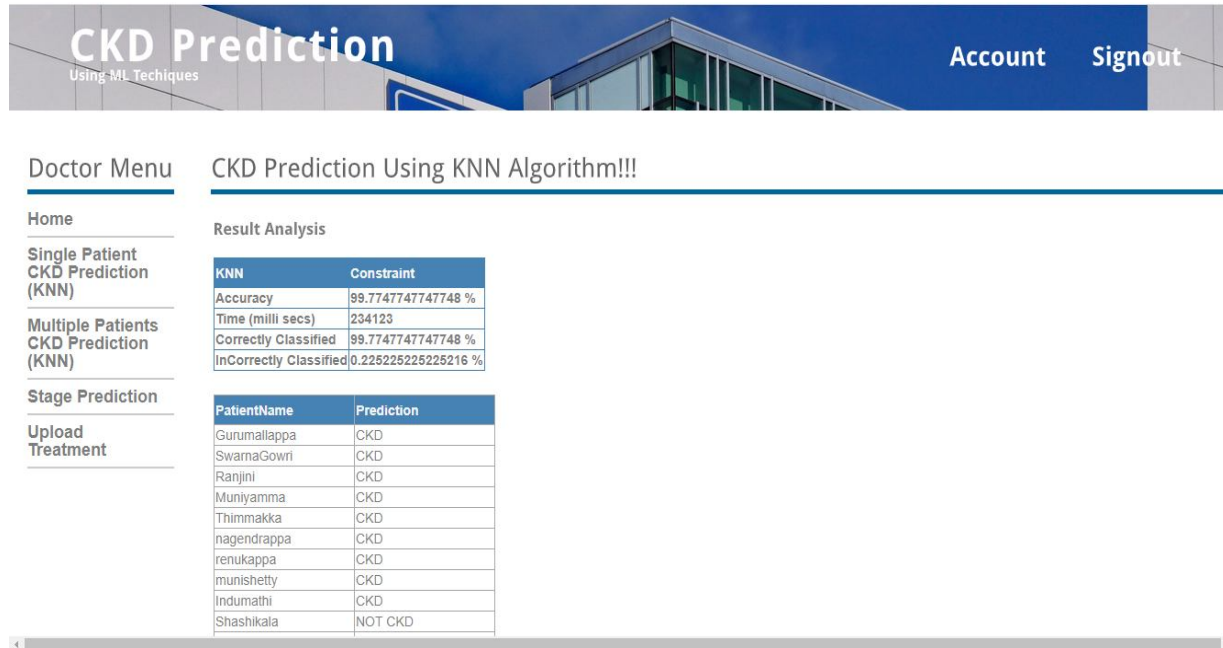 CKD Prediction
Using ML Techiques
Account Signout
Doctor Menu
Home
Single Patient
CKD Prediction
(KNN)
Multiple Patients
CKD Prediction
(KNN)
Stage Prediction
Upload
Treatment
CKD Prediction Using KNN Algorithm!!!
Result Analysis
KNN Constraint
Accuracy 99.7747747747748 %
Time (milli secs) 234123
Correctly Classified 99.7747747747748 %
InCorrectly Classified 0.225225225225216 %
PatientName Prediction
Gurumallappa CKD
SwarnaGowri CKD
Ranjini CKD
Muniyamma CKD
Thimmakka CKD
nagendrappa CKD
renukappa CKD
munishetty CKD
Indumathi CKD
Shashikala NOT CKD